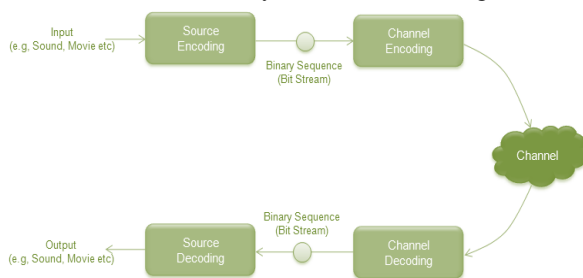 Input
(e.g, Sound, Movie etc)
Source
Encoding
Binary Sequence
(Bit Stream)
Channel
Encoding
Channel
Output
(e.g, Sound, Movie etc)
Source
Decoding
Binary Sequence
(Bit Stream)
Channel
Decoding